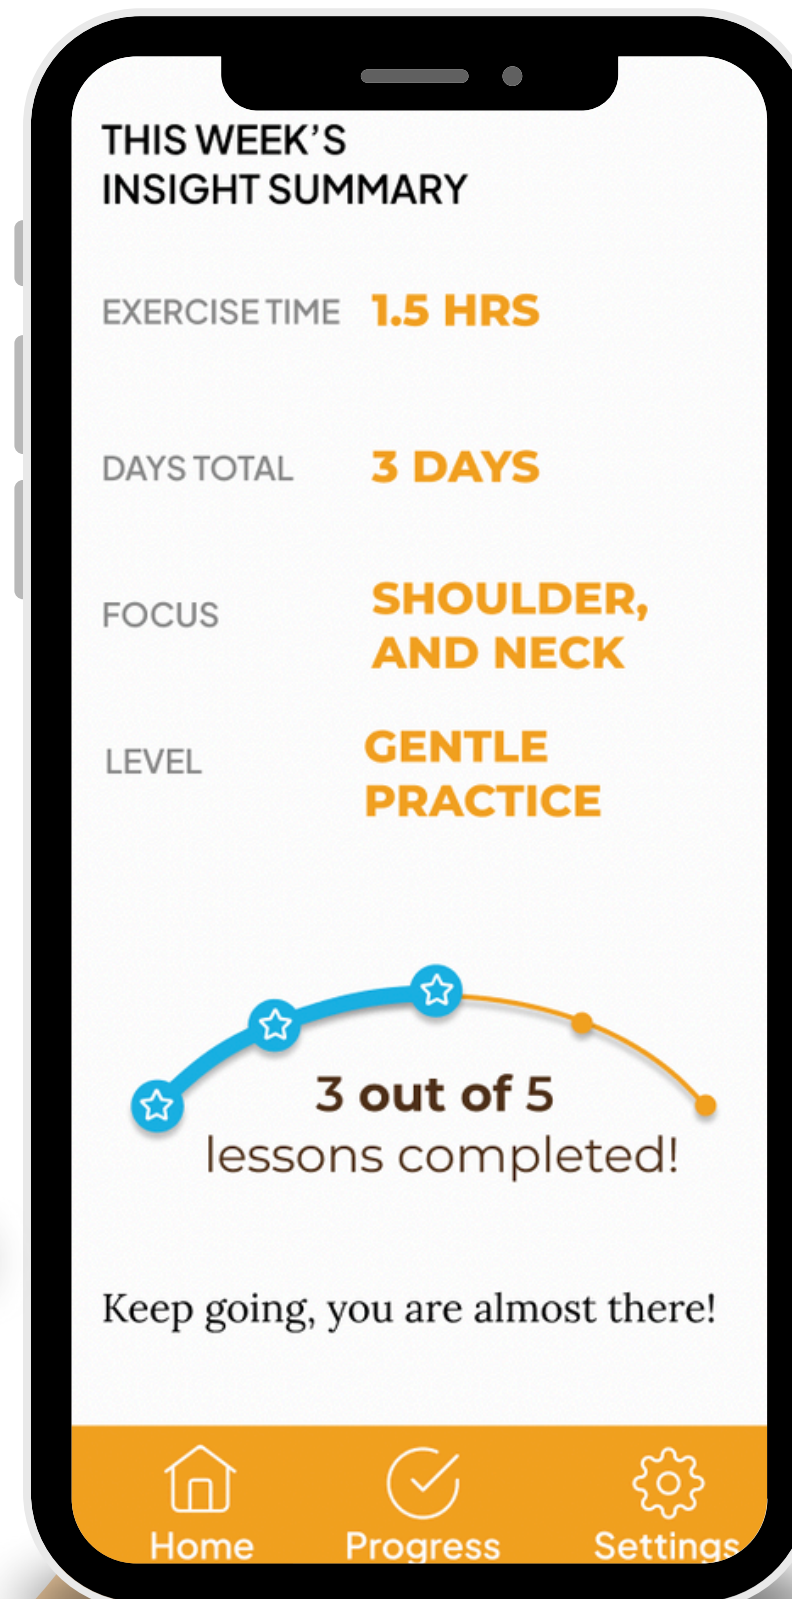 THIS WEEK’S
INSIGHT SUMMARY
EXERCISE TIME 1.5 HRS
DAYS TOTAL 3 DAYS
FOCUS SHOULDER,
AND NECK
LEVEL GENTLE
PRACTICE
3 out of 5
lessons completed!
Keep going, you are almost there!
Home Progress Settings